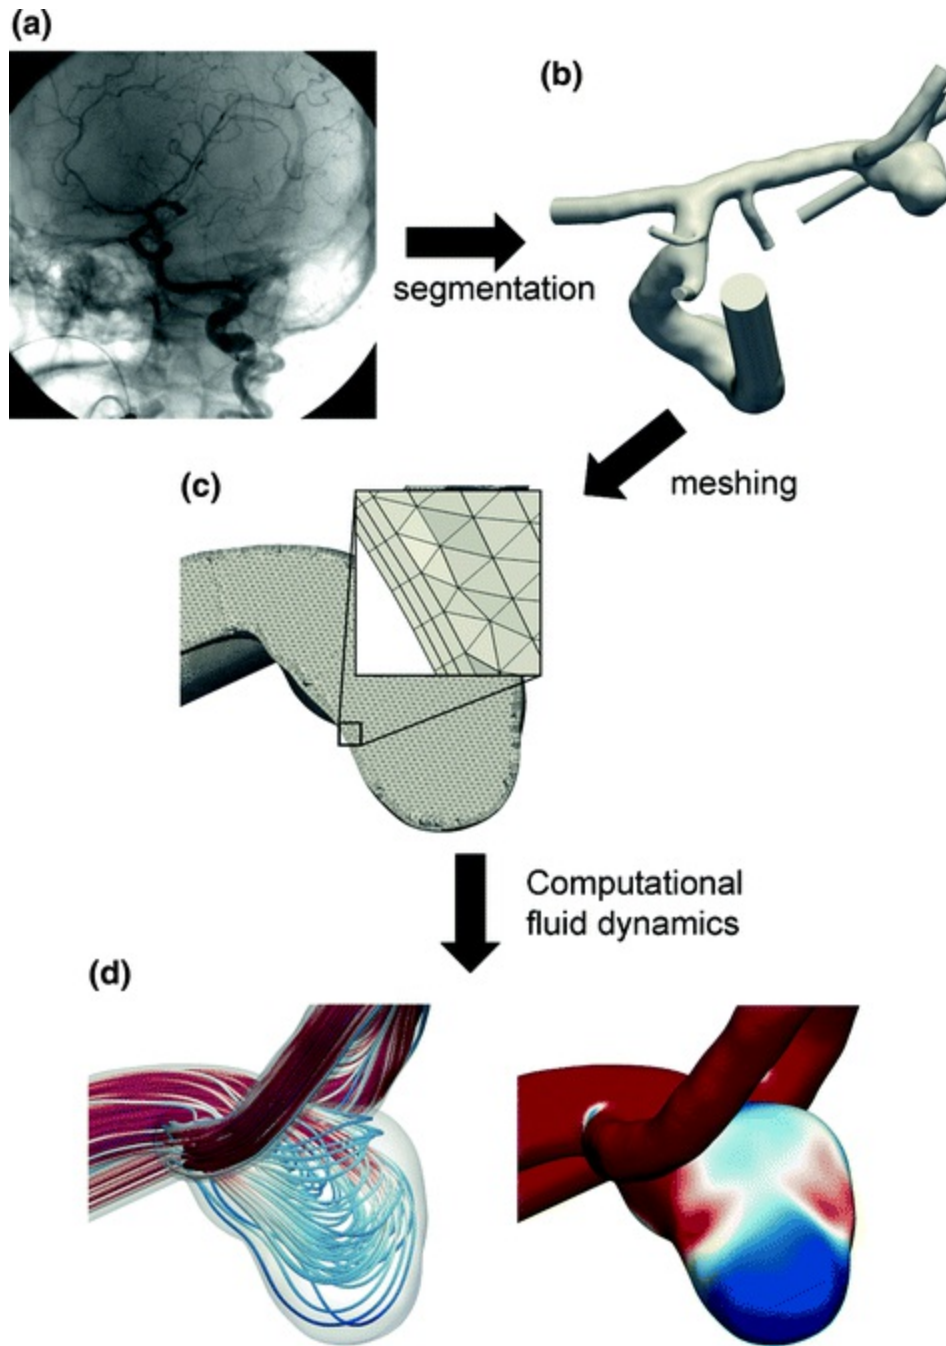 (a)
(b)
segmentation
(c)
meshing
Computational
fluid dynamics
(d)